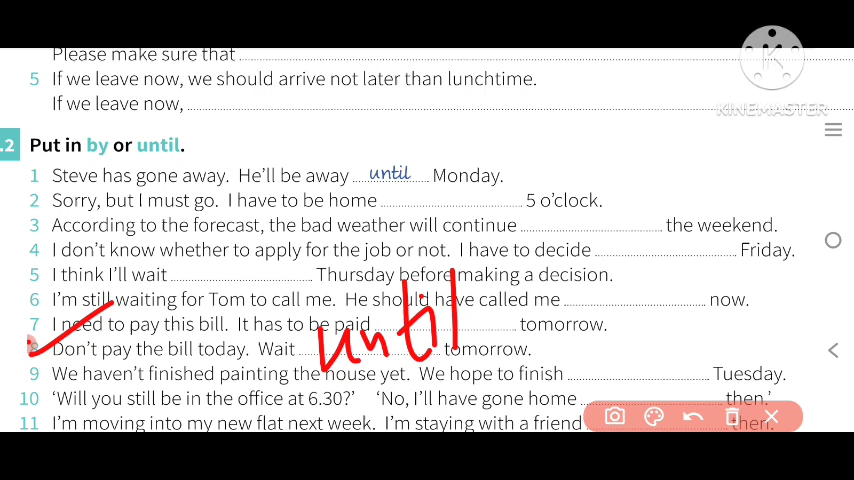 Please make sure that
5 If we leave now, we should arrive not later than lunchtime.
If we leave now,
KINEMASTER
.2 Put in by or until.
1 Steve has gone away. He'll be away until Monday.
2 Sorry, but I must go. I have to be home 5 o'clock.
3 According to the forecast, the bad weather will continue the weekend.
4 I don't know whether to apply for the job or not. I have to decide Friday.
5 I think I'll wait Thursday before making a decision.
6 I'm still waiting for Tom to call me. He should have called me now.
7 I need to pay this bill. It has to be paid tomorrow.
8 Don't pay the bill today. Wait until tomorrow.
9 We haven't finished painting the house yet. We hope to finish Tuesday.
10 'Will you still be in the office at 6.30?' 'No, I'll have gone home then.'
11 I'm moving into my new flat next week. I'm staying with a friend then.